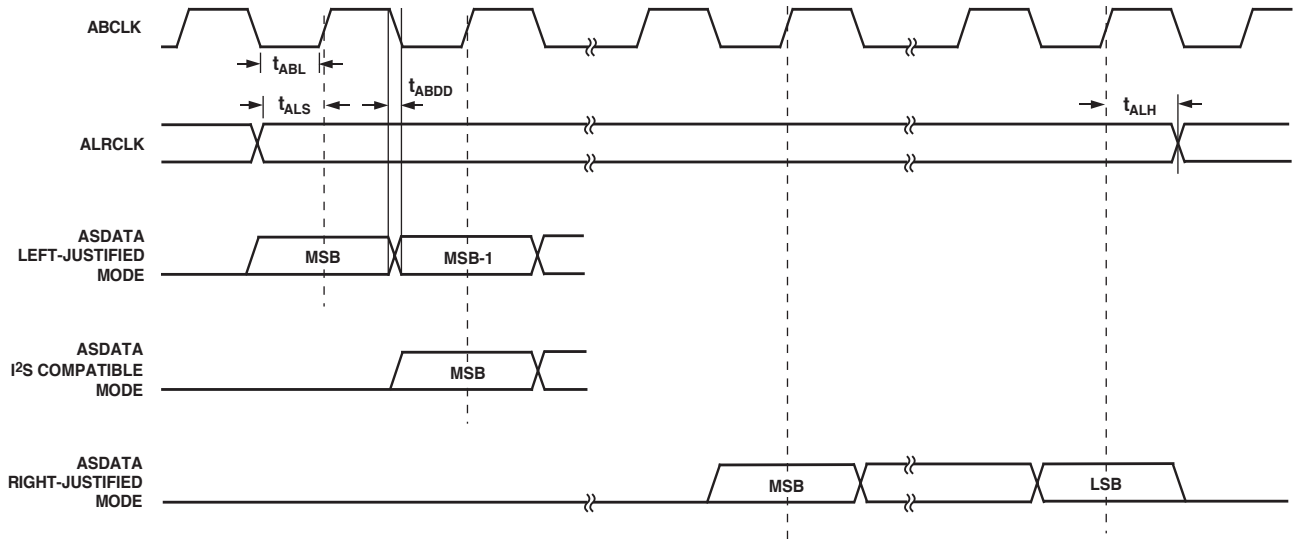 ABCLK
tABL
tABDD
tALS
tALH
ALRCLK
ASDATA
LEFT-JUSTIFIED
MODE
MSB
MSB-1
ASDATA
I²S COMPATIBLE
MODE
MSB
ASDATA
RIGHT-JUSTIFIED
MODE
MSB
LSB